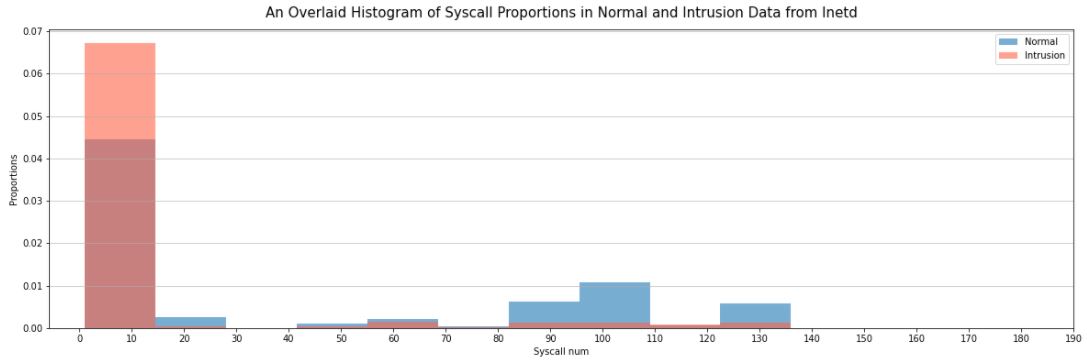 An Overlaid Histogram of Syscall Proportions in Normal and Intrusion Data from Inetd
Normal
Intrusion
0.07
0.06
0.05
0.04
0.03
0.02
0.01
0.00
Proportions
0 10 20 30 40 50 60 70 80 90 100 110 120 130 140 150 160 170 180 190
Syscall num